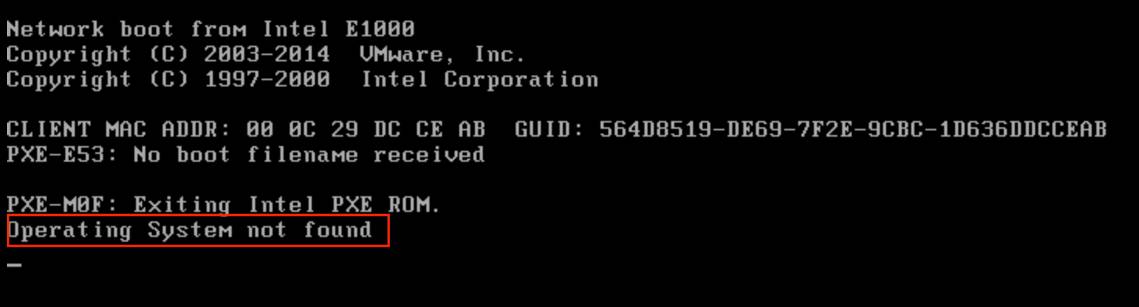 Network boot from Intel E1000
Copyright (C) 2003-2014  VMware, Inc.
Copyright (C) 1997-2000  Intel Corporation
CLIENT MAC ADDR: 00 0C 29 DC CE AB  GUID: 564D8519-DE69-7F2E-9CBC-1D636DDCCEAB
PXE-E53: No boot filename received
PXE-M0F: Exiting Intel PXE ROM.
Operating System not found